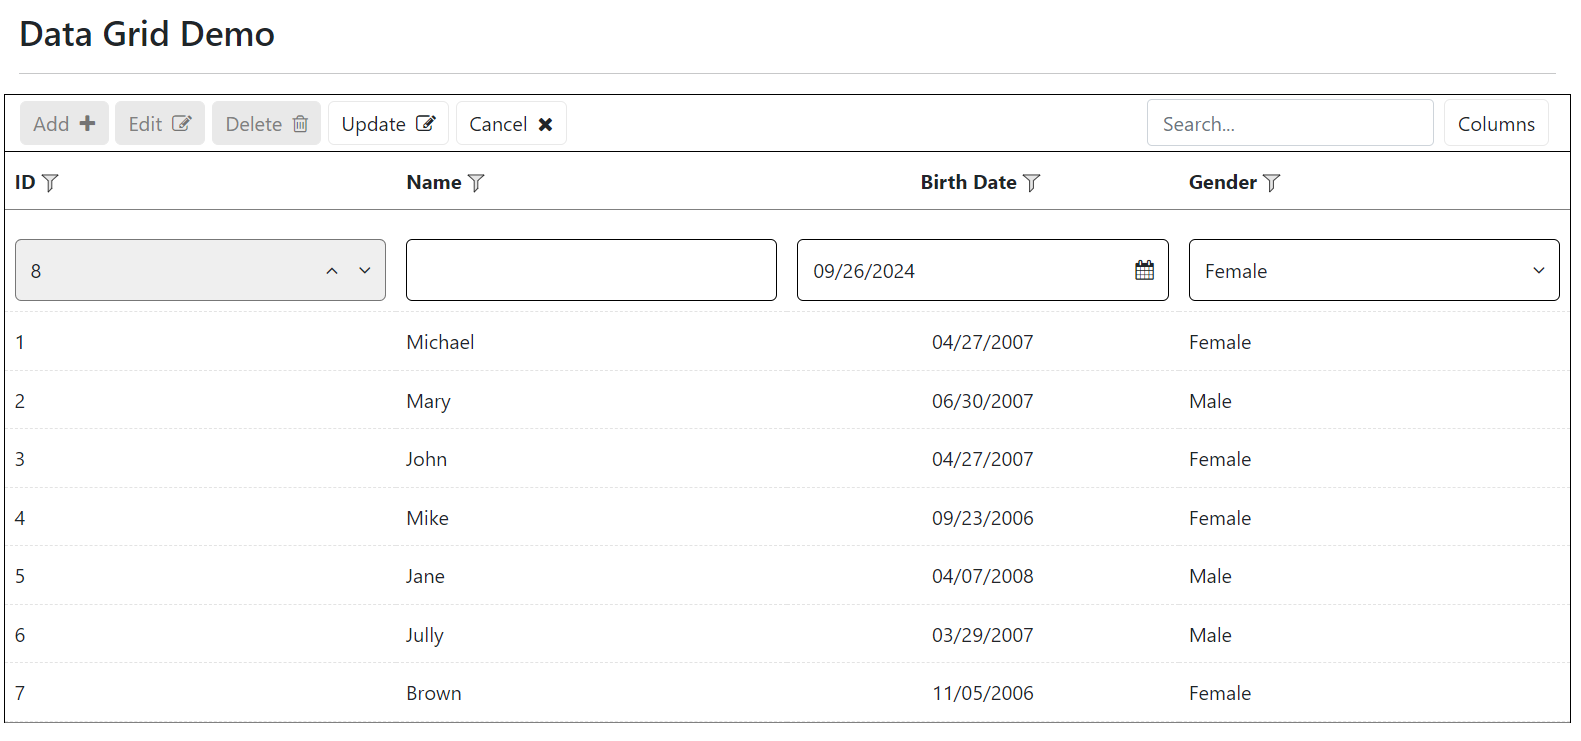 Data Grid Demo
Add Edit Delete Update Cancel Search... Columns
ID Name Birth Date Gender
8 09/26/2024 Female
1 Michael 04/27/2007 Female
2 Mary 06/30/2007 Male
3 John 04/27/2007 Female
4 Mike 09/23/2006 Female
5 Jane 04/07/2008 Male
6 Jully 03/29/2007 Male
7 Brown 11/05/2006 Female